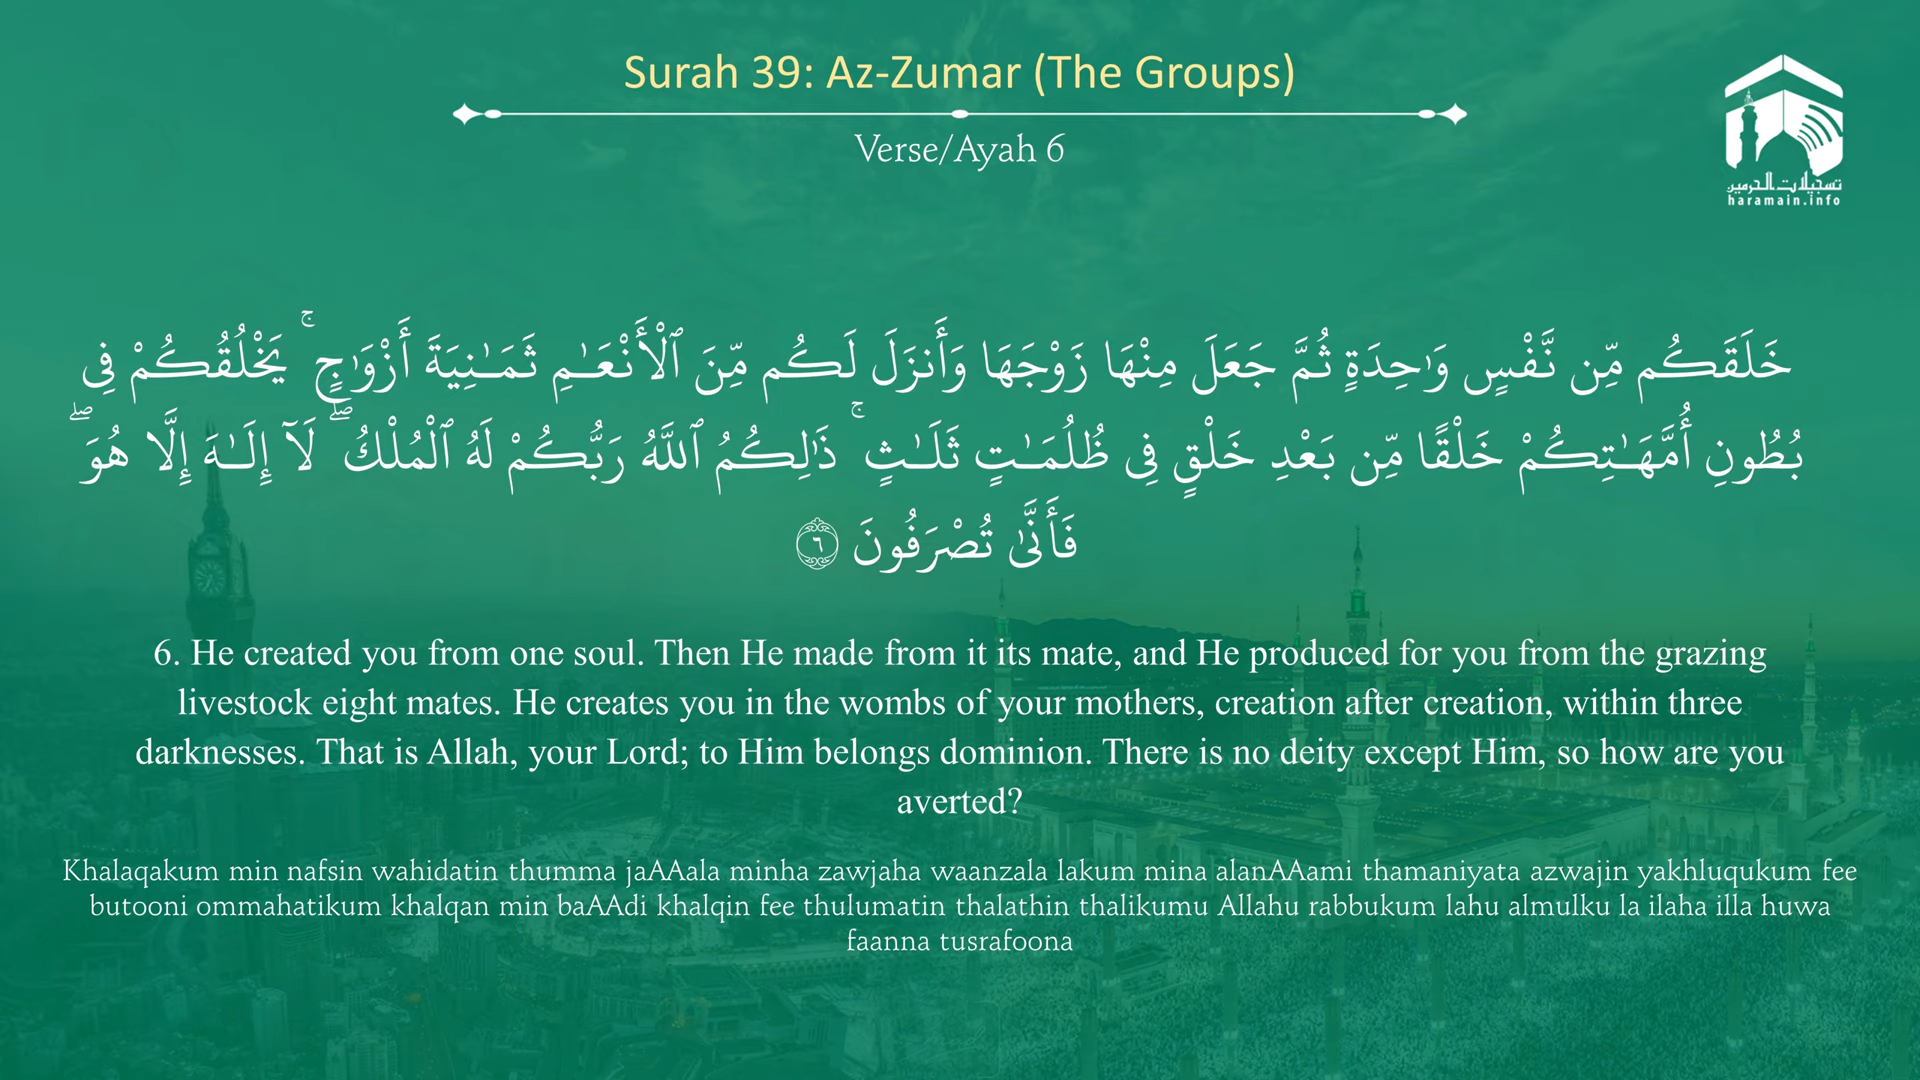 Surah 39: Az-Zumar (The Groups)
Verse/Ayah 6
تسجيلات الحرمين
haramain.info
خَلَقَكُم مِّن نَّفْسٍ وَٰحِدَةٍ ثُمَّ جَعَلَ مِنْهَا زَوْجَهَا وَأَنزَلَ لَكُم مِّنَ ٱلْأَنْعَـٰمِ ثَمَـٰنِيَةَ أَزْوَٰجٍ ۚ يَخْلُقُكُمْ فِى
بُطُونِ أُمَّهَـٰتِكُمْ خَلْقًا مِّن بَعْدِ خَلْقٍ فِى ظُلُمَـٰتٍ ثَلَـٰثٍ ۚ ذَٰلِكُمُ ٱللَّهُ رَبُّكُمْ لَهُ ٱلْمُلْكُ ۖ لَآ إِلَـٰهَ إِلَّا هُوَ ۖ
فَأَنَّىٰ تُصْرَفُونَ ٦
6. He created you from one soul. Then He made from it its mate, and He produced for you from the grazing
livestock eight mates. He creates you in the wombs of your mothers, creation after creation, within three
darknesses. That is Allah, your Lord; to Him belongs dominion. There is no deity except Him, so how are you
averted?
Khalaqakum min nafsin wahidatin thumma jaAAala minha zawjaha waanzala lakum mina alanAAami thamaniyata azwajin yakhluqukum fee
butooni ommahatikum khalqan min baAAdi khalqin fee thulumatin thalathin thalikumu Allahu rabbukum lahu almulku la ilaha illa huwa
faanna tusrafoona